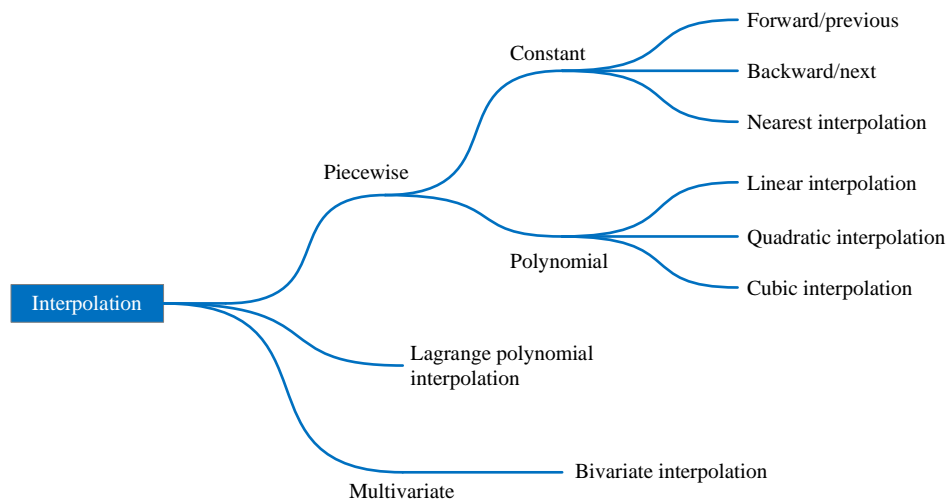 Forward/previous
Constant
Backward/next
Nearest interpolation
Piecewise
Linear interpolation
Quadratic interpolation
Polynomial
Cubic interpolation
Interpolation
Lagrange polynomial
interpolation
Bivariate interpolation
Multivariate